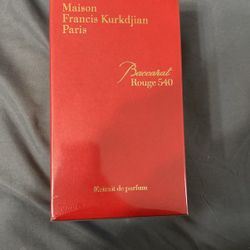 Maison
Francis Kurkdjian
Paris
Baccarat
Rouge 540
Extrait de parfum